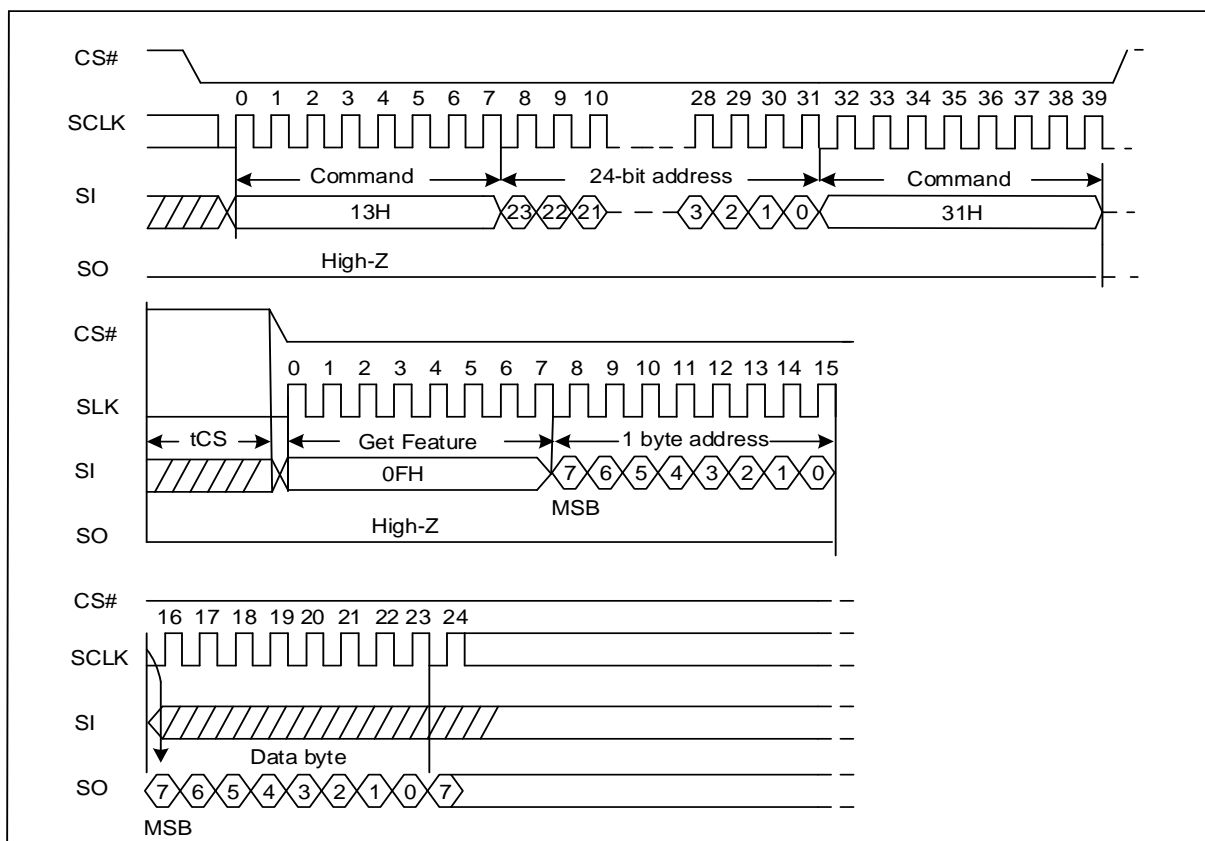 CS#
0 1 2 3 4 5 6 7 8 9 10 28 29 30 31 32 33 34 35 36 37 38 39
SCLK
Command 24-bit address Command
SI
13H 23 22 21 3 2 1 0 31H
High-Z
SO
CS#
0 1 2 3 4 5 6 7 8 9 10 11 12 13 14 15
SLK
tCS Get Feature 1 byte address
SI
0FH 7 6 5 4 3 2 1 0
MSB
High-Z
SO
CS#
16 17 18 19 20 21 22 23 24
SCLK
SI
Data byte
SO 7 6 5 4 3 2 1 0 7
MSB